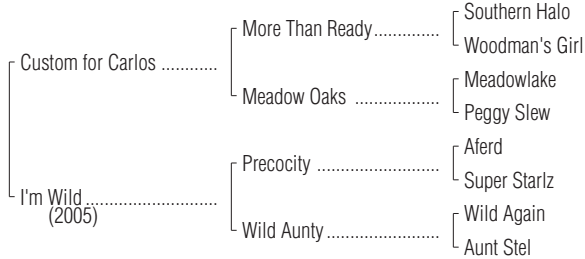 Southern Halo
More Than Ready
Woodman's Girl
Custom for Carlos
Meadowlake
Meadow Oaks
Peggy Slew
Aferd
Precocity
Super Starlz
I'm Wild
(2005)
Wild Again
Wild Aunty
Aunt Stel